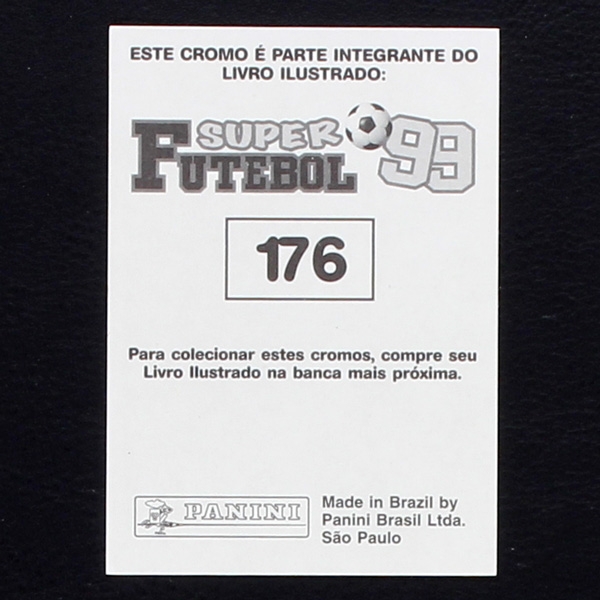 ESTE CROMO É PARTE INTEGRANTE DO
LIVRO ILUSTRADO:
SUPER
FUTEBOL 99
176
Para colecionar estes cromos, compre seu
Livro Ilustrado na banca mais próxima.
PANINI
Made in Brazil by
Panini Brasil Ltda.
São Paulo